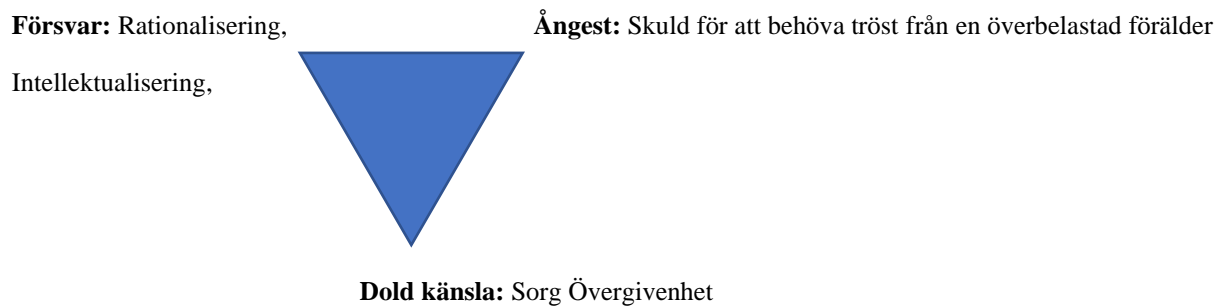 Försvar: Rationalisering,
Ångest: Skuld för att behöva tröst från en överbelastad förälder
Intellektualisering,
Dold känsla: Sorg Övergivenhet